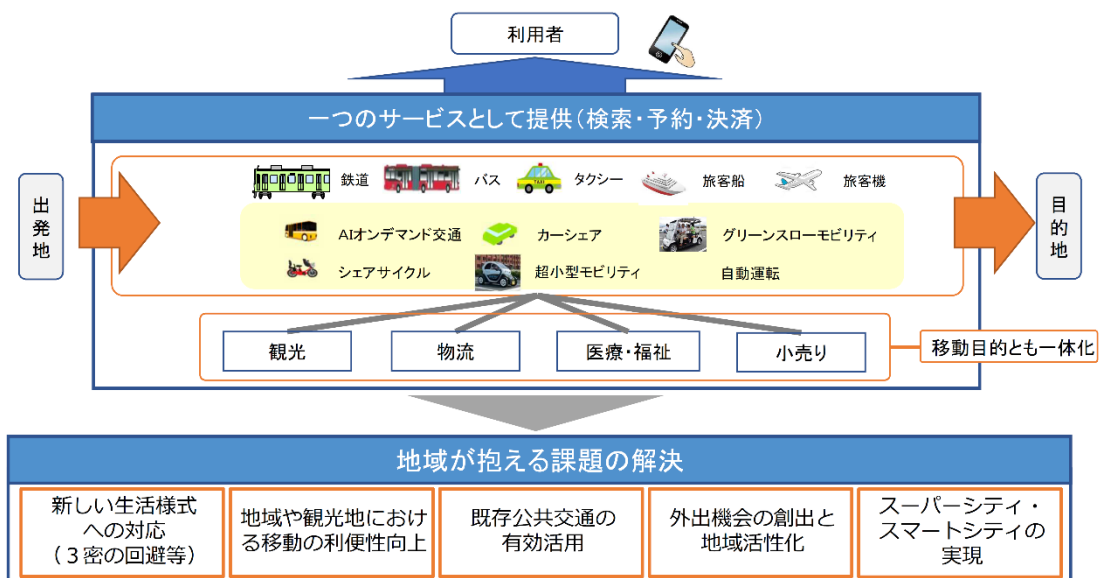 利用者
一つのサービスとして提供（検索・予約・決済）
出発地
鉄道
バス
TAXI
タクシー
旅客船
旅客機
AIオンデマンド交通
カーシェア
グリーンスローモビリティ
シェアサイクル
超小型モビリティ
自動運転
目的地
観光
物流
医療・福祉
小売り
移動目的とも一体化
地域が抱える課題の解決
新しい生活様式
への対応
（３密の回避等）
地域や観光地におけ
る移動の利便性向上
既存公共交通の
有効活用
外出機会の創出と
地域活性化
スーパーシティ・
スマートシティの
実現